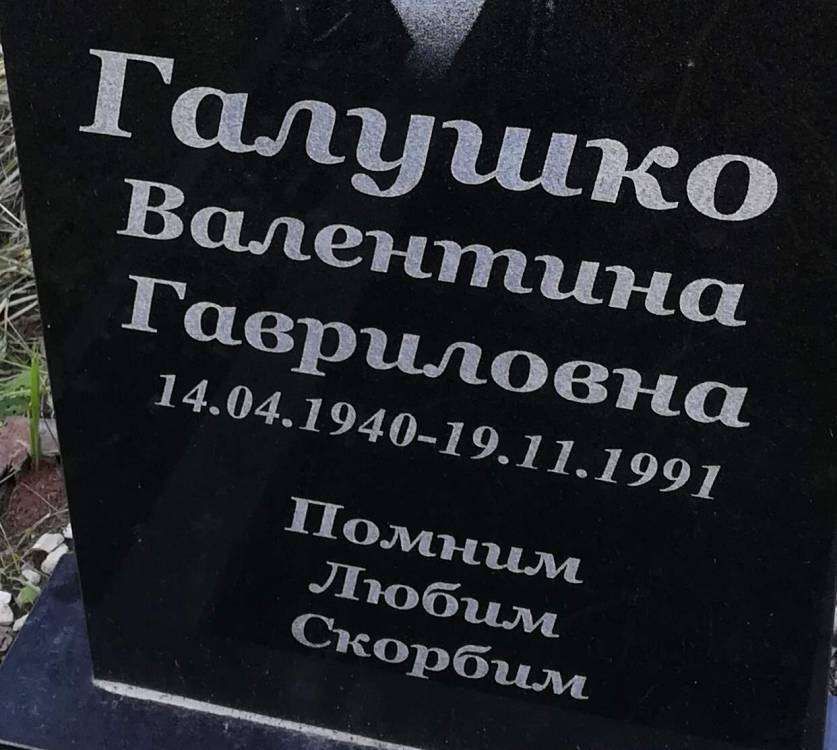 Галушко
Валентина
Гавриловна
14.04.1940-19.11.1991
Помним
Любим
Скорбим